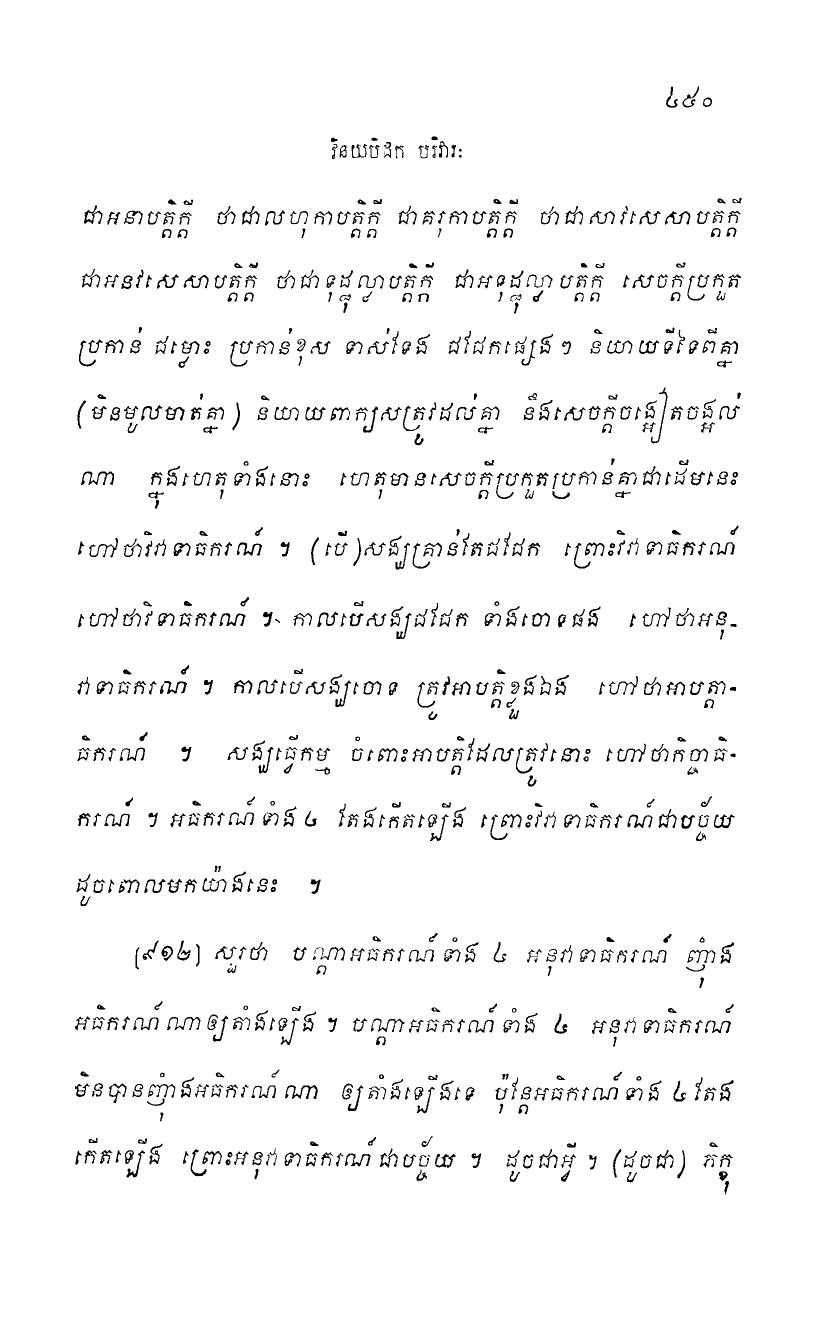 ៤៥០
វិនយបិដក បរិវារៈ
ជាអនាបត្តិក្តី ថាជាលហុកាបត្តិក្តី ជាគរុកាបត្តិក្តី ថាជាសាវសេសាបត្តិក្តី
ជាអនវសេសាបត្តិក្តី ថាជាទុដ្ឋុល្លាបត្តិក្តី ជាអទុដ្ឋុល្លាបត្តិក្តី សេចក្តីប្រកួត
ប្រកាន់ ជម្លោះ ប្រកាន់ខុស ទាស់ទែង ជជែកផ្សេងៗ និយាយទីទៃពីគ្នា
(មិនមូលមាត់គ្នា) និយាយពាក្យសត្រូវដល់គ្នា នឹងសេចក្តីចង្អៀតចង្អល់
ណា ក្នុងហេតុទាំងនោះ ហេតុមានសេចក្តីប្រកួតប្រកាន់គ្នាជាដើមនេះ
ហៅថាវិវាទាធិករណ៍ ។ (បើ)សង្ឃគ្រាន់តែជជែក ព្រោះវិវាទាធិករណ៍
ហៅថាវិទាធិករណ៍ ។ កាលបើសង្ឃជជែក ទាំងចោទផង ហៅថាអនុ-
វាទាធិករណ៍ ។ កាលបើសង្ឃចោទ ត្រូវអាបត្តិខ្លួនឯង ហៅថាអាបត្តា-
ធិករណ៍ ។ សង្ឃធ្វើកម្ម ចំពោះអាបត្តិដែលត្រូវនោះ ហៅថាកិច្ចាធិ-
ករណ៍ ។ អធិករណ៍ទាំង៤ តែងកើតឡើង ព្រោះវិវាទាធិករណ៍ជាបច្ច័យ
ដូចពោលមកយ៉ាងនេះ ។
[៩១២] សួរថា បណ្តាអធិករណ៍ទាំង ៤ អនុវាទាធិករណ៍ ញុំាង
អធិករណ៍ណាឲ្យតាំងឡើង ។ បណ្តាអធិករណ៍ទាំង ៤ អនុវាទាធិករណ៍
មិនបានញុំាងអធិករណ៍ណា ឲ្យតាំងឡើងទេ ប៉ុន្តែអធិករណ៍ទាំង ៤ តែង
កើតឡើង ព្រោះអនុវាទាធិករណ៍ជាបច្ច័យ ។ ដូចជាអ្វី ។ (ដូចជា) ភិក្ខុ